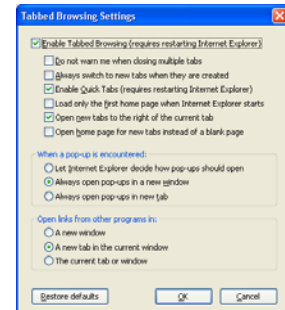 Tabbed Browsing Settings
Enable Tabbed Browsing (requires restarting Internet Explorer)
Do not warn me when closing multiple tabs
Always switch to new tabs when they are created
Enable Quick Tabs (requires restarting Internet Explorer)
Load only the first home page when Internet Explorer starts
Open new tabs to the right of the current tab
Open home page for new tabs instead of a blank page
When a pop-up is encountered:
Let Internet Explorer decide how pop-ups should open
Always open pop-ups in a new window
Always open pop-ups in new tab
Open links from other programs in:
A new window
A new tab in the current window
The current tab or window
Restore defaults OK Cancel